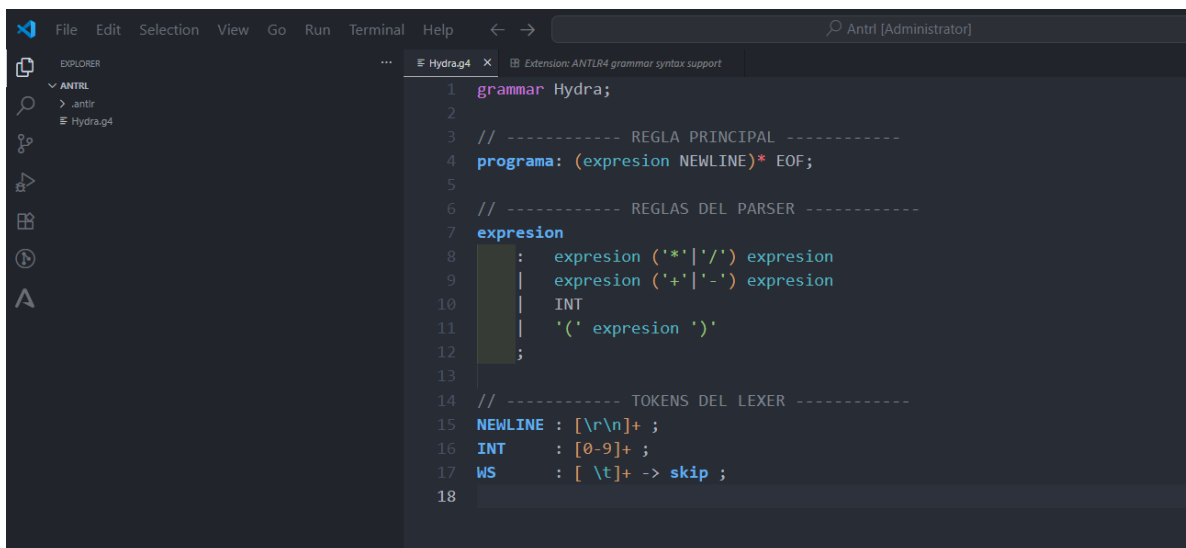 File Edit Selection View Go Run Terminal Help ← → Antrl [Administrator]
EXPLORER ···
ANTRL
.antlr
Hydra.g4
Hydra.g4 × Extension: ANTLR4 grammar syntax support
1 grammar Hydra;
2
3 // ------------ REGLA PRINCIPAL ------------
4 programa: (expresion NEWLINE)* EOF;
5
6 // ------------ REGLAS DEL PARSER ------------
7 expresion
8 : expresion ('*'|'/') expresion
9 | expresion ('+'|'-') expresion
10 | INT
11 | '(' expresion ')'
12 ;
13
14 // ------------ TOKENS DEL LEXER ------------
15 NEWLINE : [\r\n]+ ;
16 INT : [0-9]+ ;
17 WS : [ \t]+ -> skip ;
18